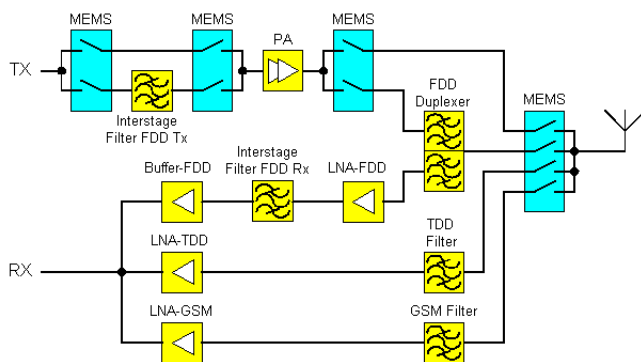 MEMS
MEMS
PA
MEMS
TX
Interstage
Filter FDD Tx
FDD
Duplexer
MEMS
Buffer-FDD
Interstage
Filter FDD Rx
LNA-FDD
LNA-TDD
TDD
Filter
RX
LNA-GSM
GSM Filter